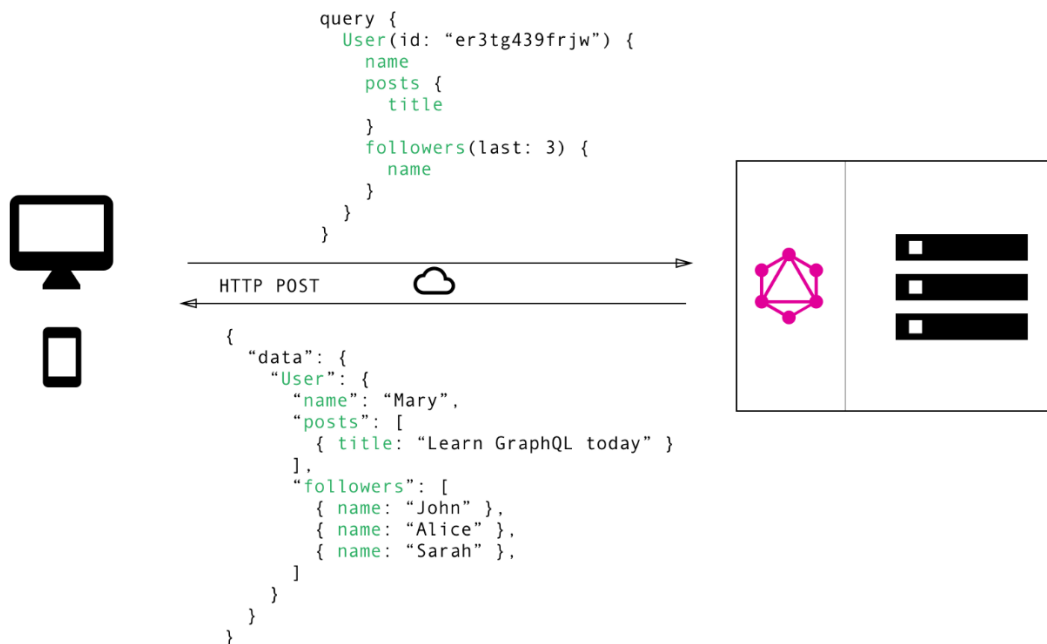 query {
  User(id: “er3tg439frjw”) {
    name
    posts {
      title
    }
    followers(last: 3) {
      name
    }
  }
}
HTTP POST
{
  “data”: {
    “User”: {
      “name”: “Mary”,
      “posts”: [
        { title: “Learn GraphQL today” }
      ],
      “followers”: [
        { name: “John” },
        { name: “Alice” },
        { name: “Sarah” },
      ]
    }
  }
}